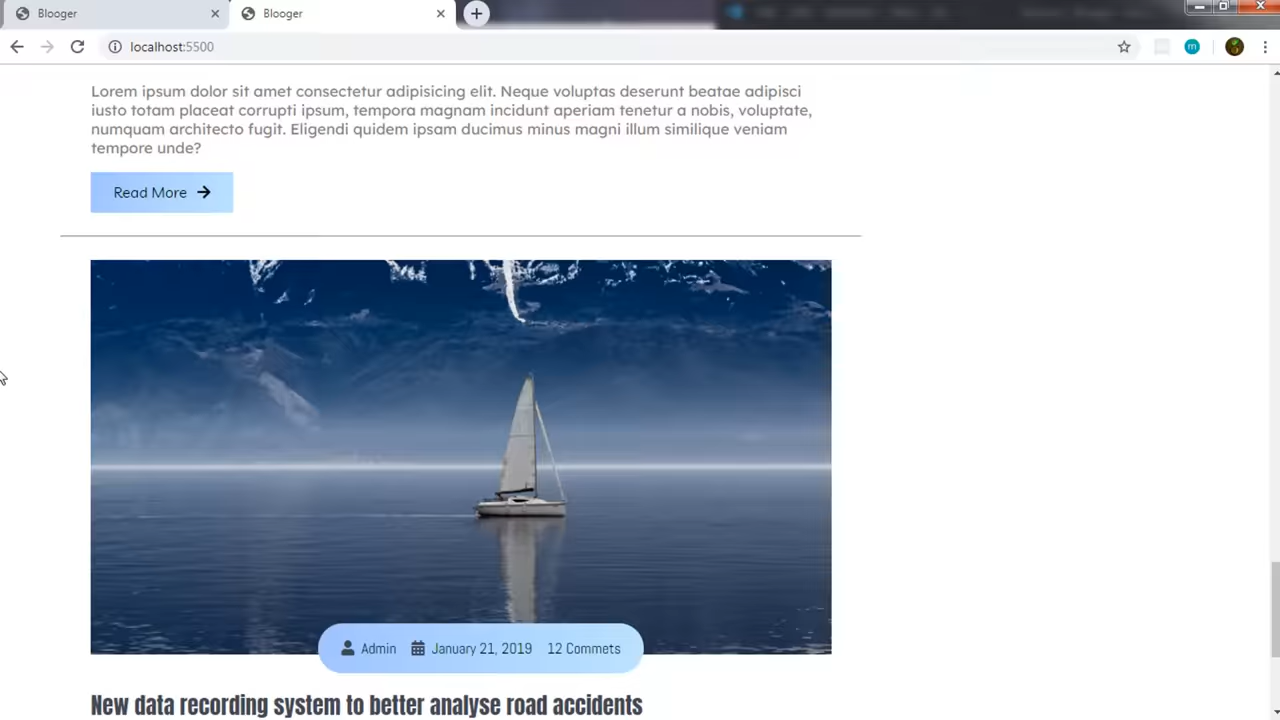 Blooger
Blooger
localhost:5500
m
Lorem ipsum dolor sit amet consectetur adipisicing elit. Neque voluptas deserunt beatae adipisci
iusto totam placeat corrupti ipsum, tempora magnam incidunt aperiam tenetur a nobis, voluptate,
numquam architecto fugit. Eligendi quidem ipsam ducimus minus magni illum similique veniam
tempore unde?
Read More
Admin January 21, 2019 12 Commets
New data recording system to better analyse road accidents